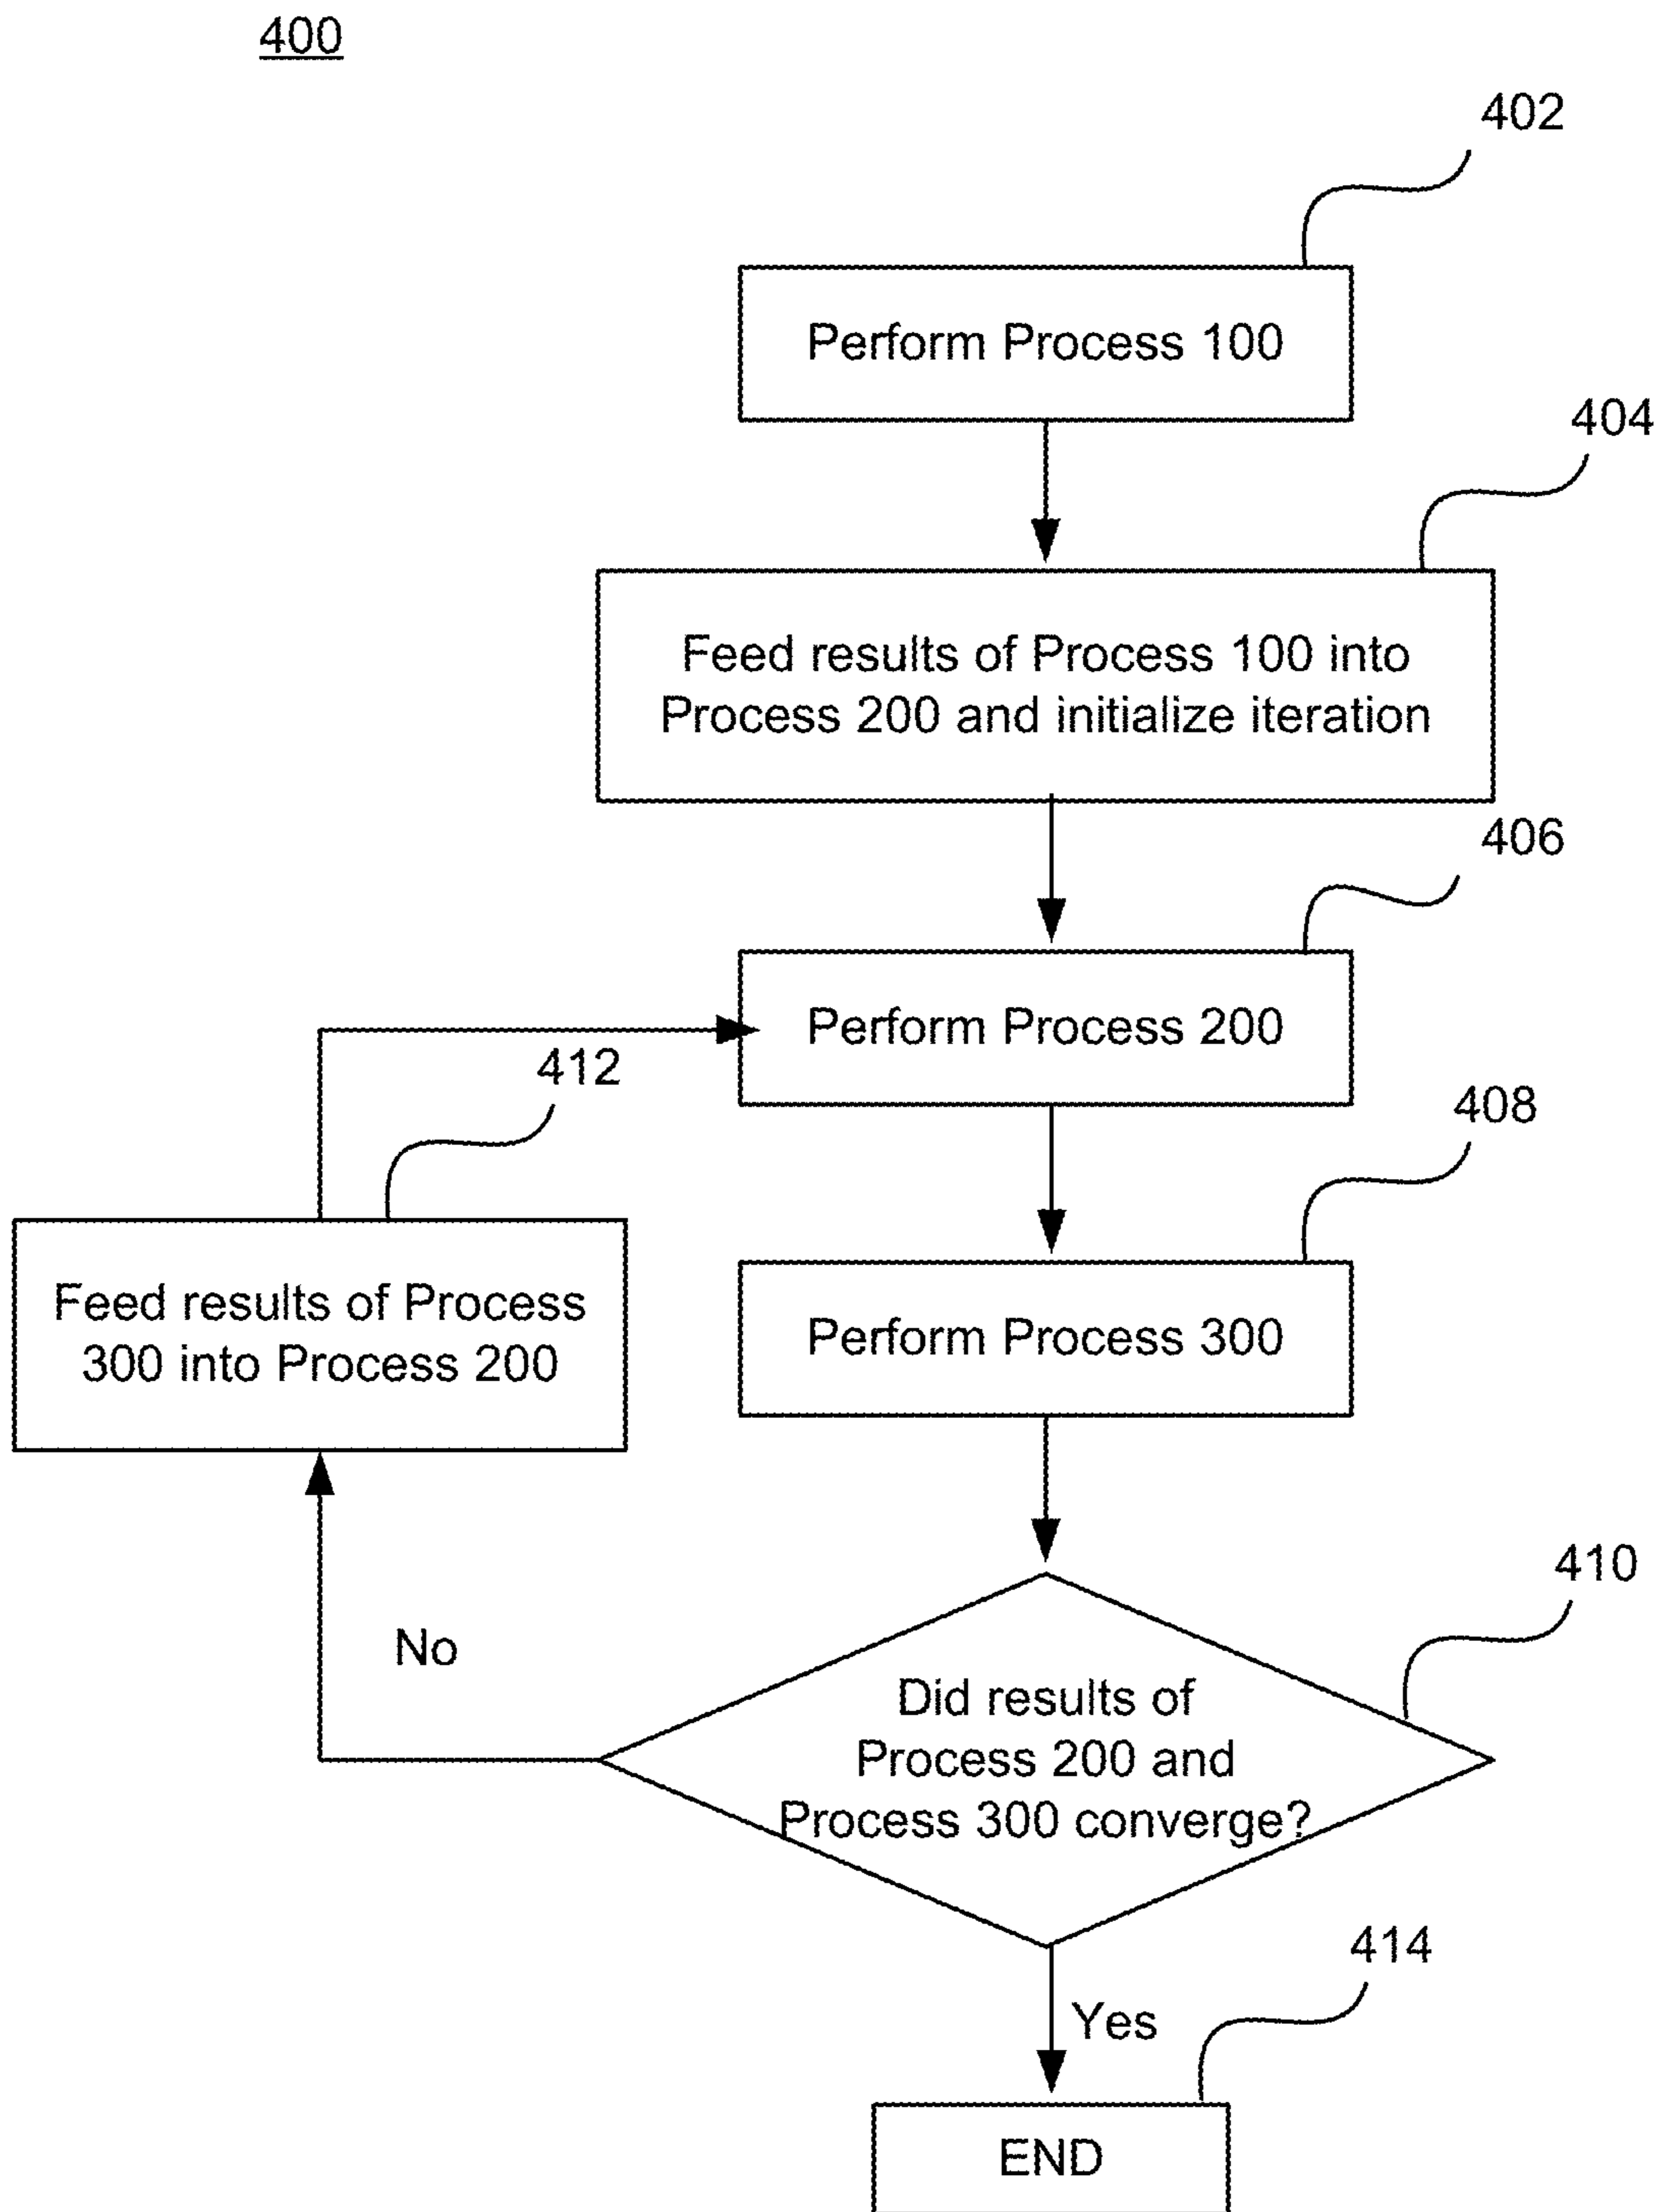 400
402
Perform Process 100
404
Feed results of Process 100 into
Process 200 and initialize iteration
406
Perform Process 200
412
408
Feed results of Process
300 into Process 200
Perform Process 300
410
No
Did results of
Process 200 and
Process 300 converge?
414
Yes
END